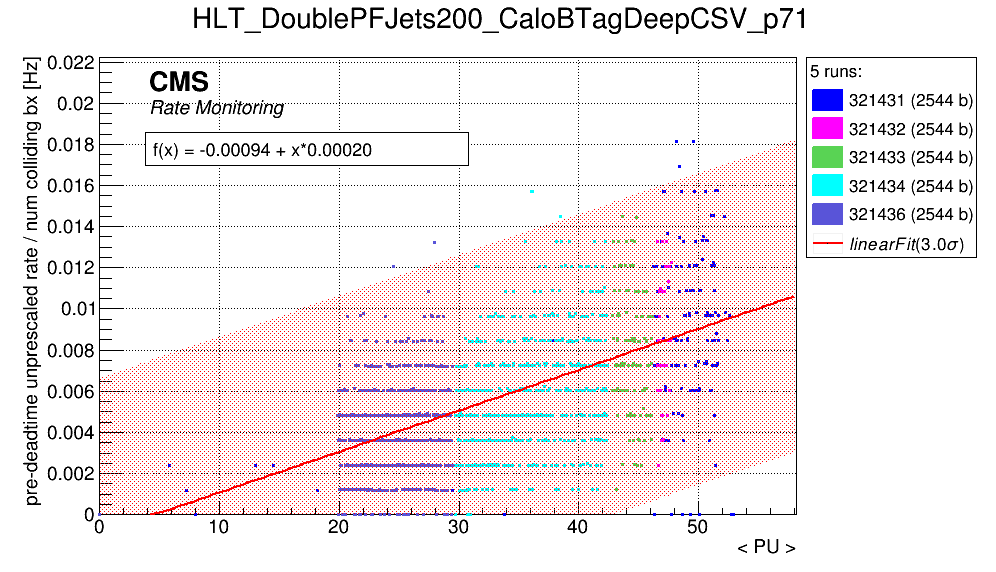 HLT_DoublePFJets200_CaloBTagDeepCSV_p71
pre-deadtime unprescaled rate / num colliding bx [Hz]
0.022
0.02
0.018
0.016
0.014
0.012
0.01
0.008
0.006
0.004
0.002
0
CMS
Rate Monitoring
f(x) = -0.00094 + x*0.00020
5 runs:
321431 (2544 b)
321432 (2544 b)
321433 (2544 b)
321434 (2544 b)
321436 (2544 b)
linearFit(3.0σ)
0 10 20 30 40 50
< PU >